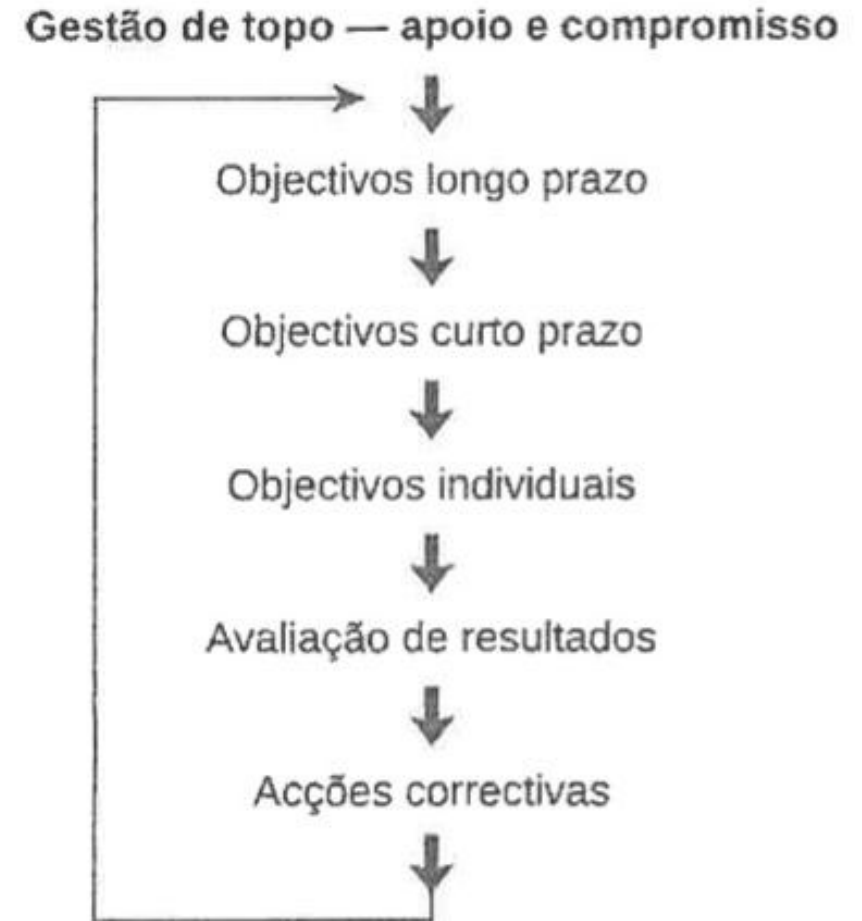 Gestão de topo — apoio e compromisso
Objectivos longo prazo
Objectivos curto prazo
Objectivos individuais
Avaliação de resultados
Acções correctivas